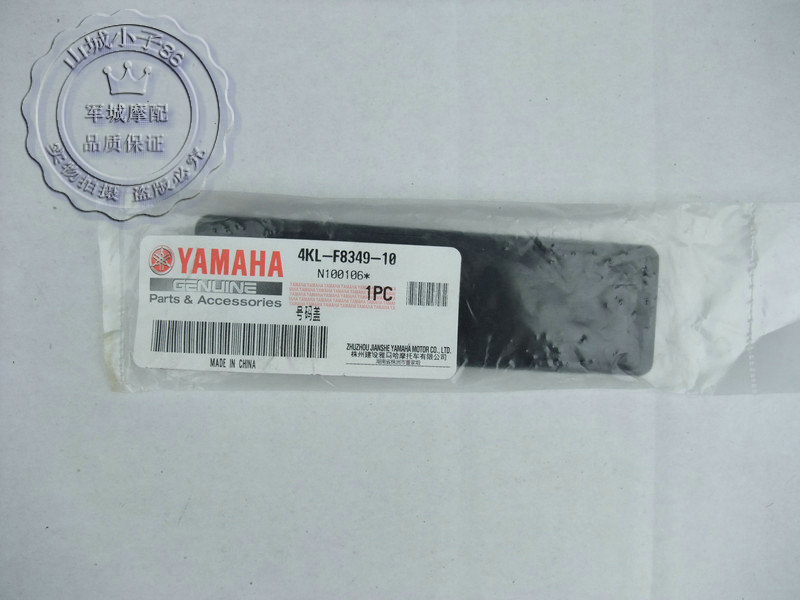 山城小子86
军城摩配
品质保证
实物拍摄 盗版必究
YAMAHA
GENUINE
Parts & Accessories
4KL-F8349-10
N100106*
1PC
号码盖
MADE IN CHINA
ZHUZHOU JIANSHE YAMAHA MOTOR CO., LTD.
株州建设雅马哈摩托车有限公司